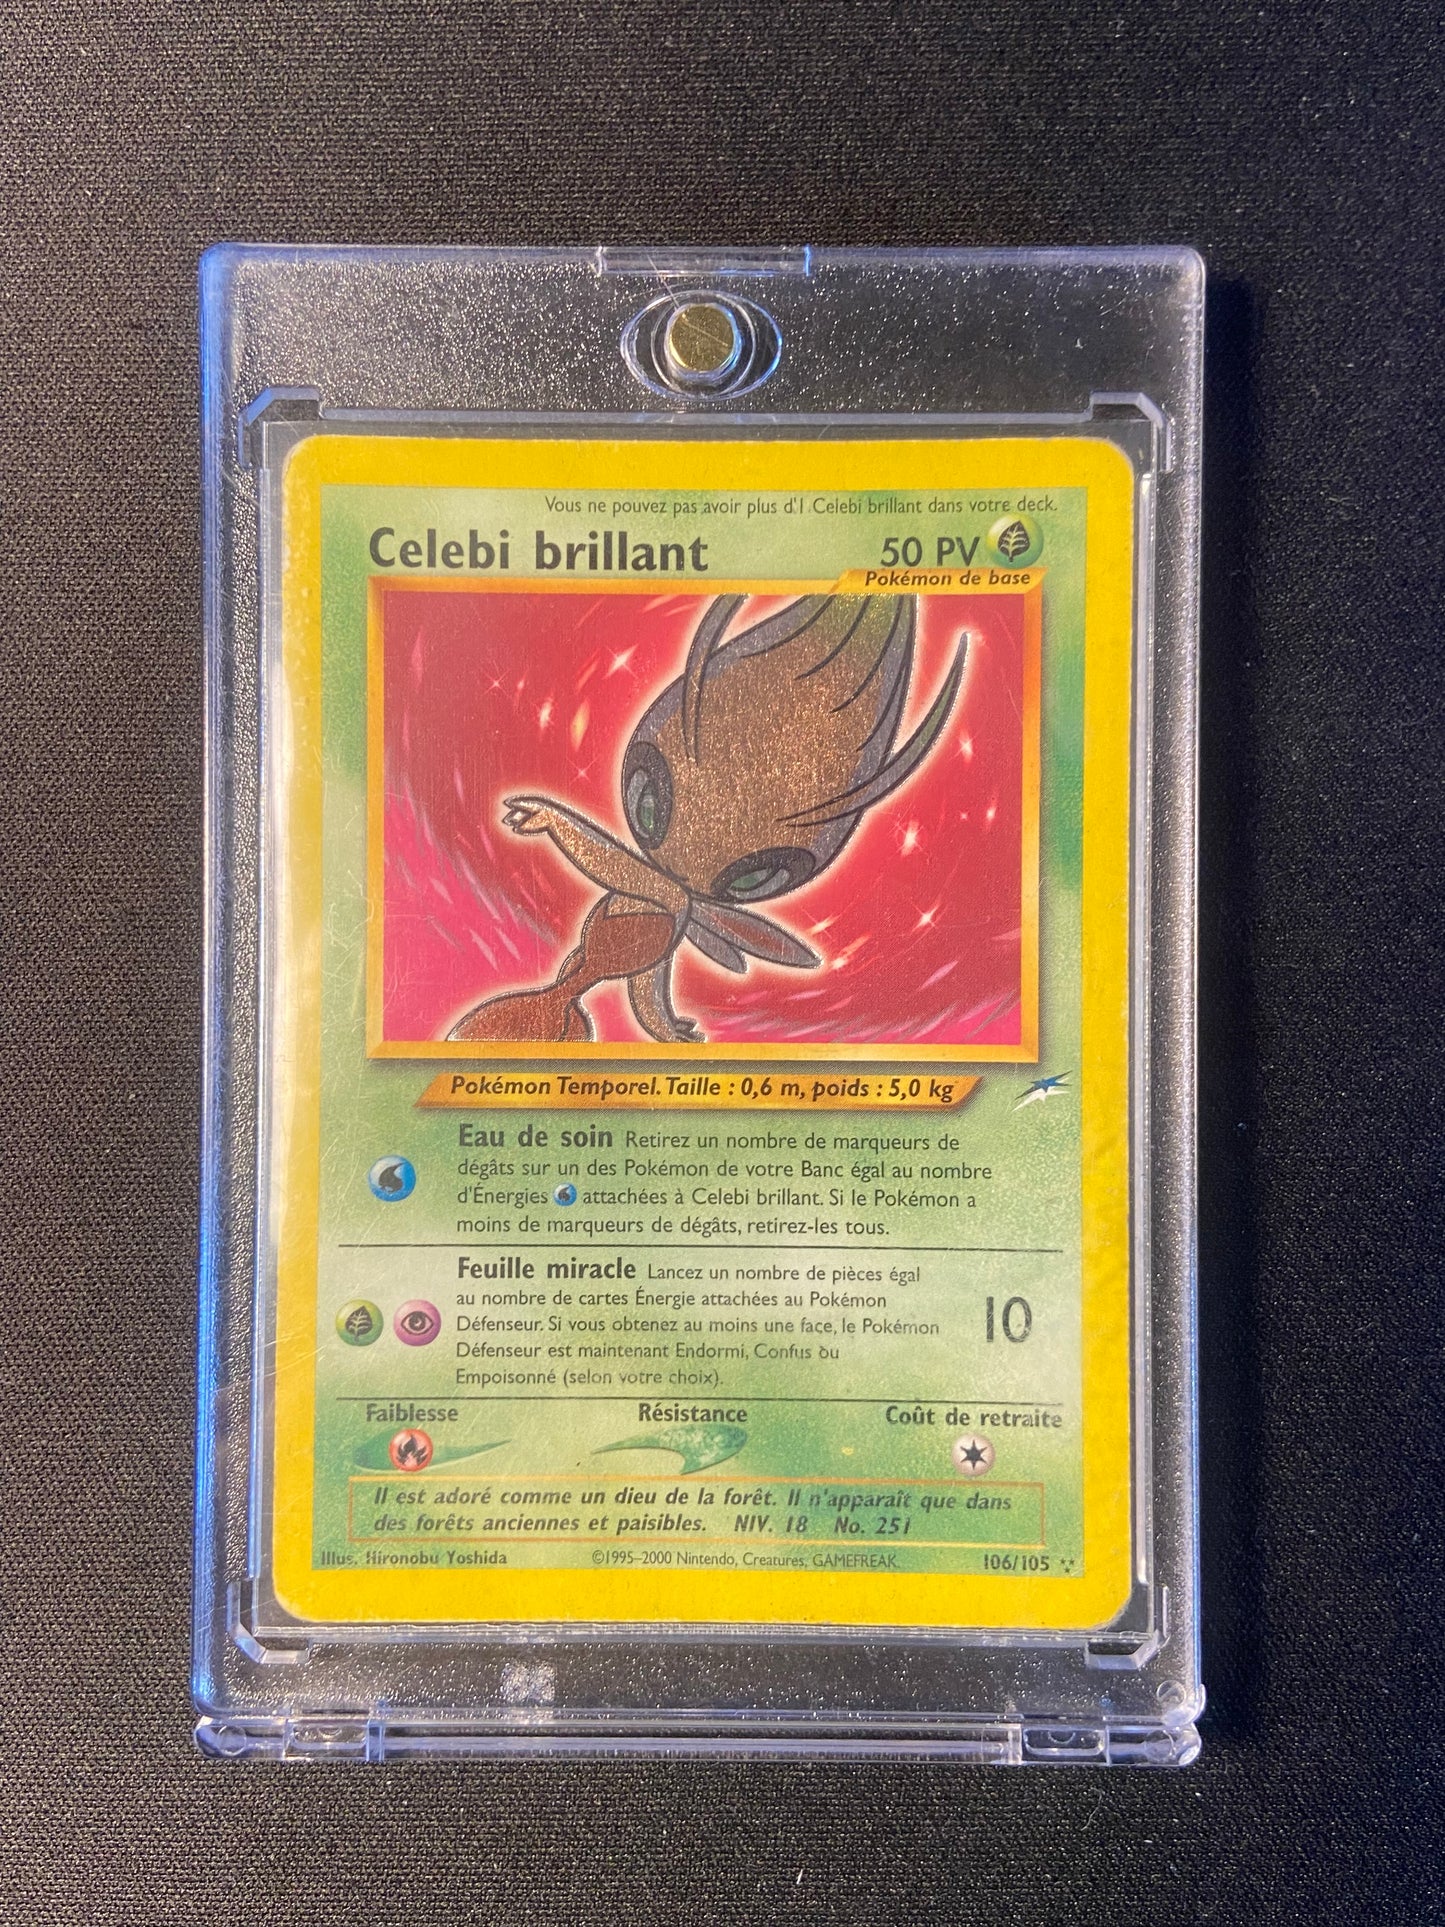 Vous ne pouvez pas avoir plus d'1 Celebi brillant dans votre deck.
Celebi brillant 50 PV
Pokémon de base
Pokémon Temporel. Taille : 0,6 m, poids : 5,0 kg
Eau de soin Retirez un nombre de marqueurs de
dégâts sur un des Pokémon de votre Banc égal au nombre
d'Énergies attachées à Celebi brillant. Si le Pokémon a
moins de marqueurs de dégâts, retirez-les tous.
Feuille miracle Lancez un nombre de pièces égal
au nombre de cartes Énergie attachées au Pokémon
Défenseur. Si vous obtenez au moins une face, le Pokémon
Défenseur est maintenant Endormi, Confus ou
Empoisonné (selon votre choix).
10
Faiblesse Résistance Coût de retraite
Il est adoré comme un dieu de la forêt. Il n'apparaît que dans
des forêts anciennes et paisibles. NIV. 18 No. 251
Illus. Hironobu Yoshida ©1995–2000 Nintendo, Creatures, GAMEFREAK. 106/105